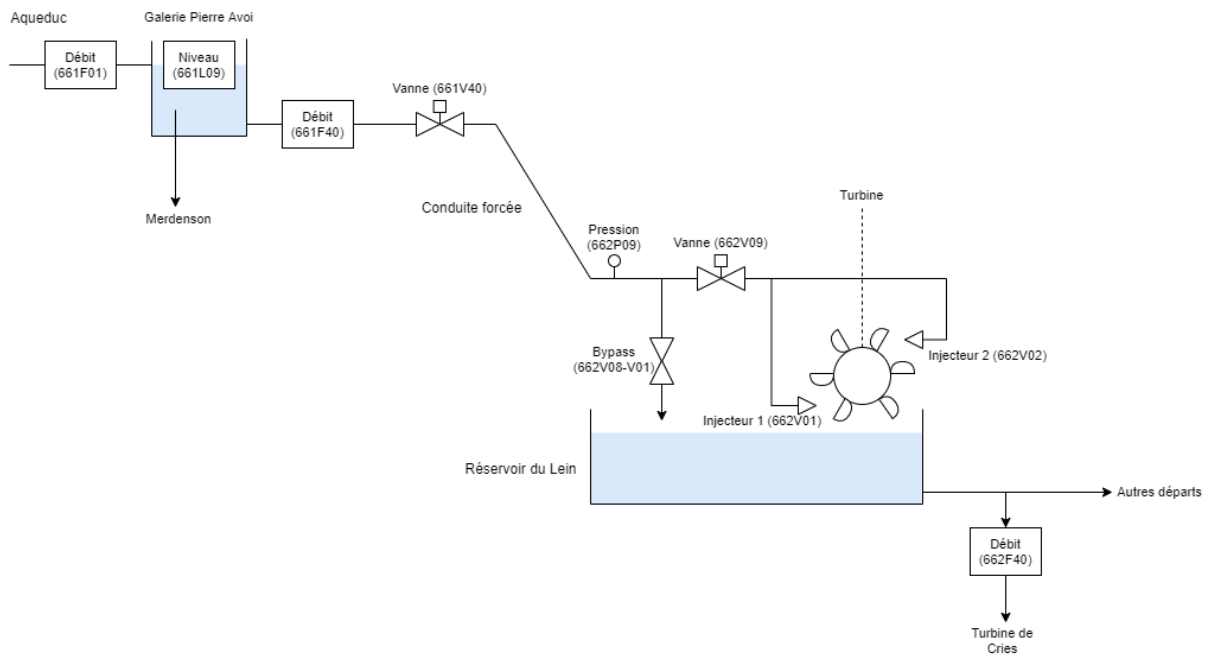 Aqueduc
Galerie Pierre Avoi
Débit
(661F01)
Niveau
(661L09)
Vanne (661V40)
Débit
(661F40)
Merdenson
Conduite forcée
Turbine
Pression
(662P09)
Vanne (662V09)
Bypass
(662V08-V01)
Injecteur 2 (662V02)
Injecteur 1 (662V01)
Réservoir du Lein
Autres départs
Débit
(662F40)
Turbine de
Cries